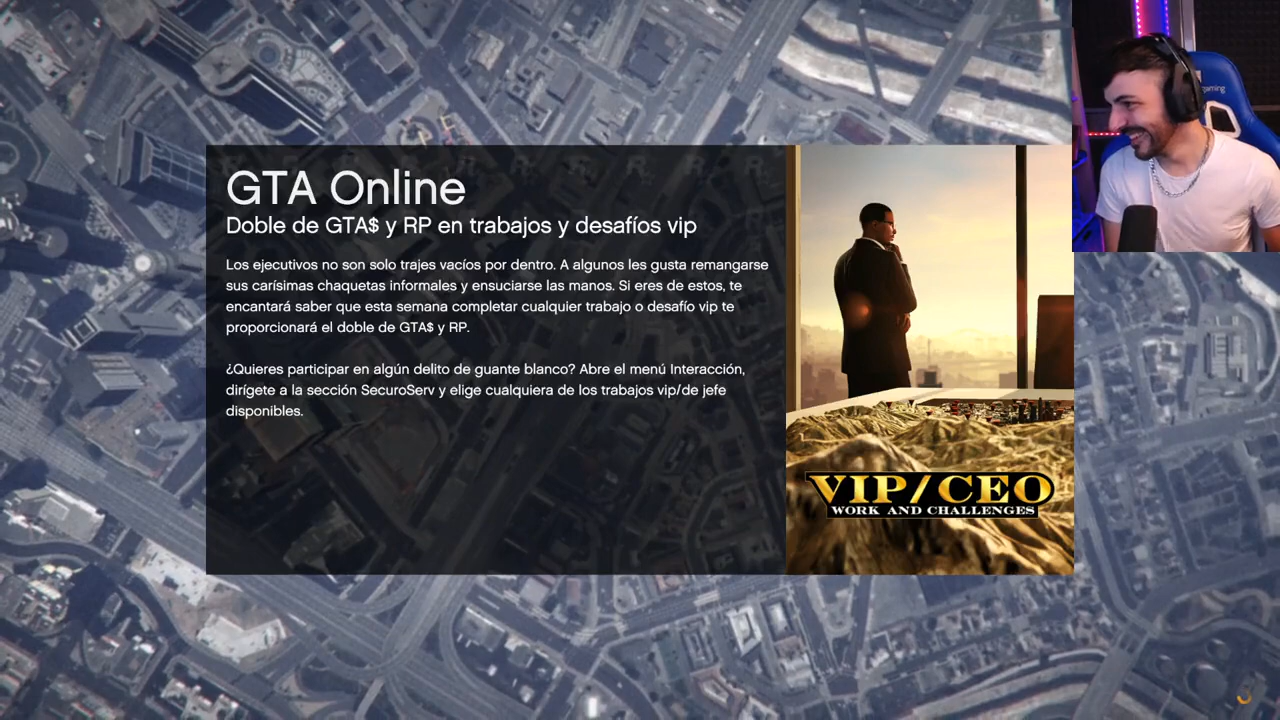 GTA Online
Doble de GTA$ y RP en trabajos y desafíos vip
Los ejecutivos no son solo trajes vacíos por dentro. A algunos les gusta remangarse
sus carísimas chaquetas informales y ensuciarse las manos. Si eres de estos, te
encantará saber que esta semana completar cualquier trabajo o desafío vip te
proporcionará el doble de GTA$ y RP.
¿Quieres participar en algún delito de guante blanco? Abre el menú Interacción,
dirígete a la sección SecuroServ y elige cualquiera de los trabajos vip/de jefe
disponibles.
VIP/CEO
WORK AND CHALLENGES
gaming